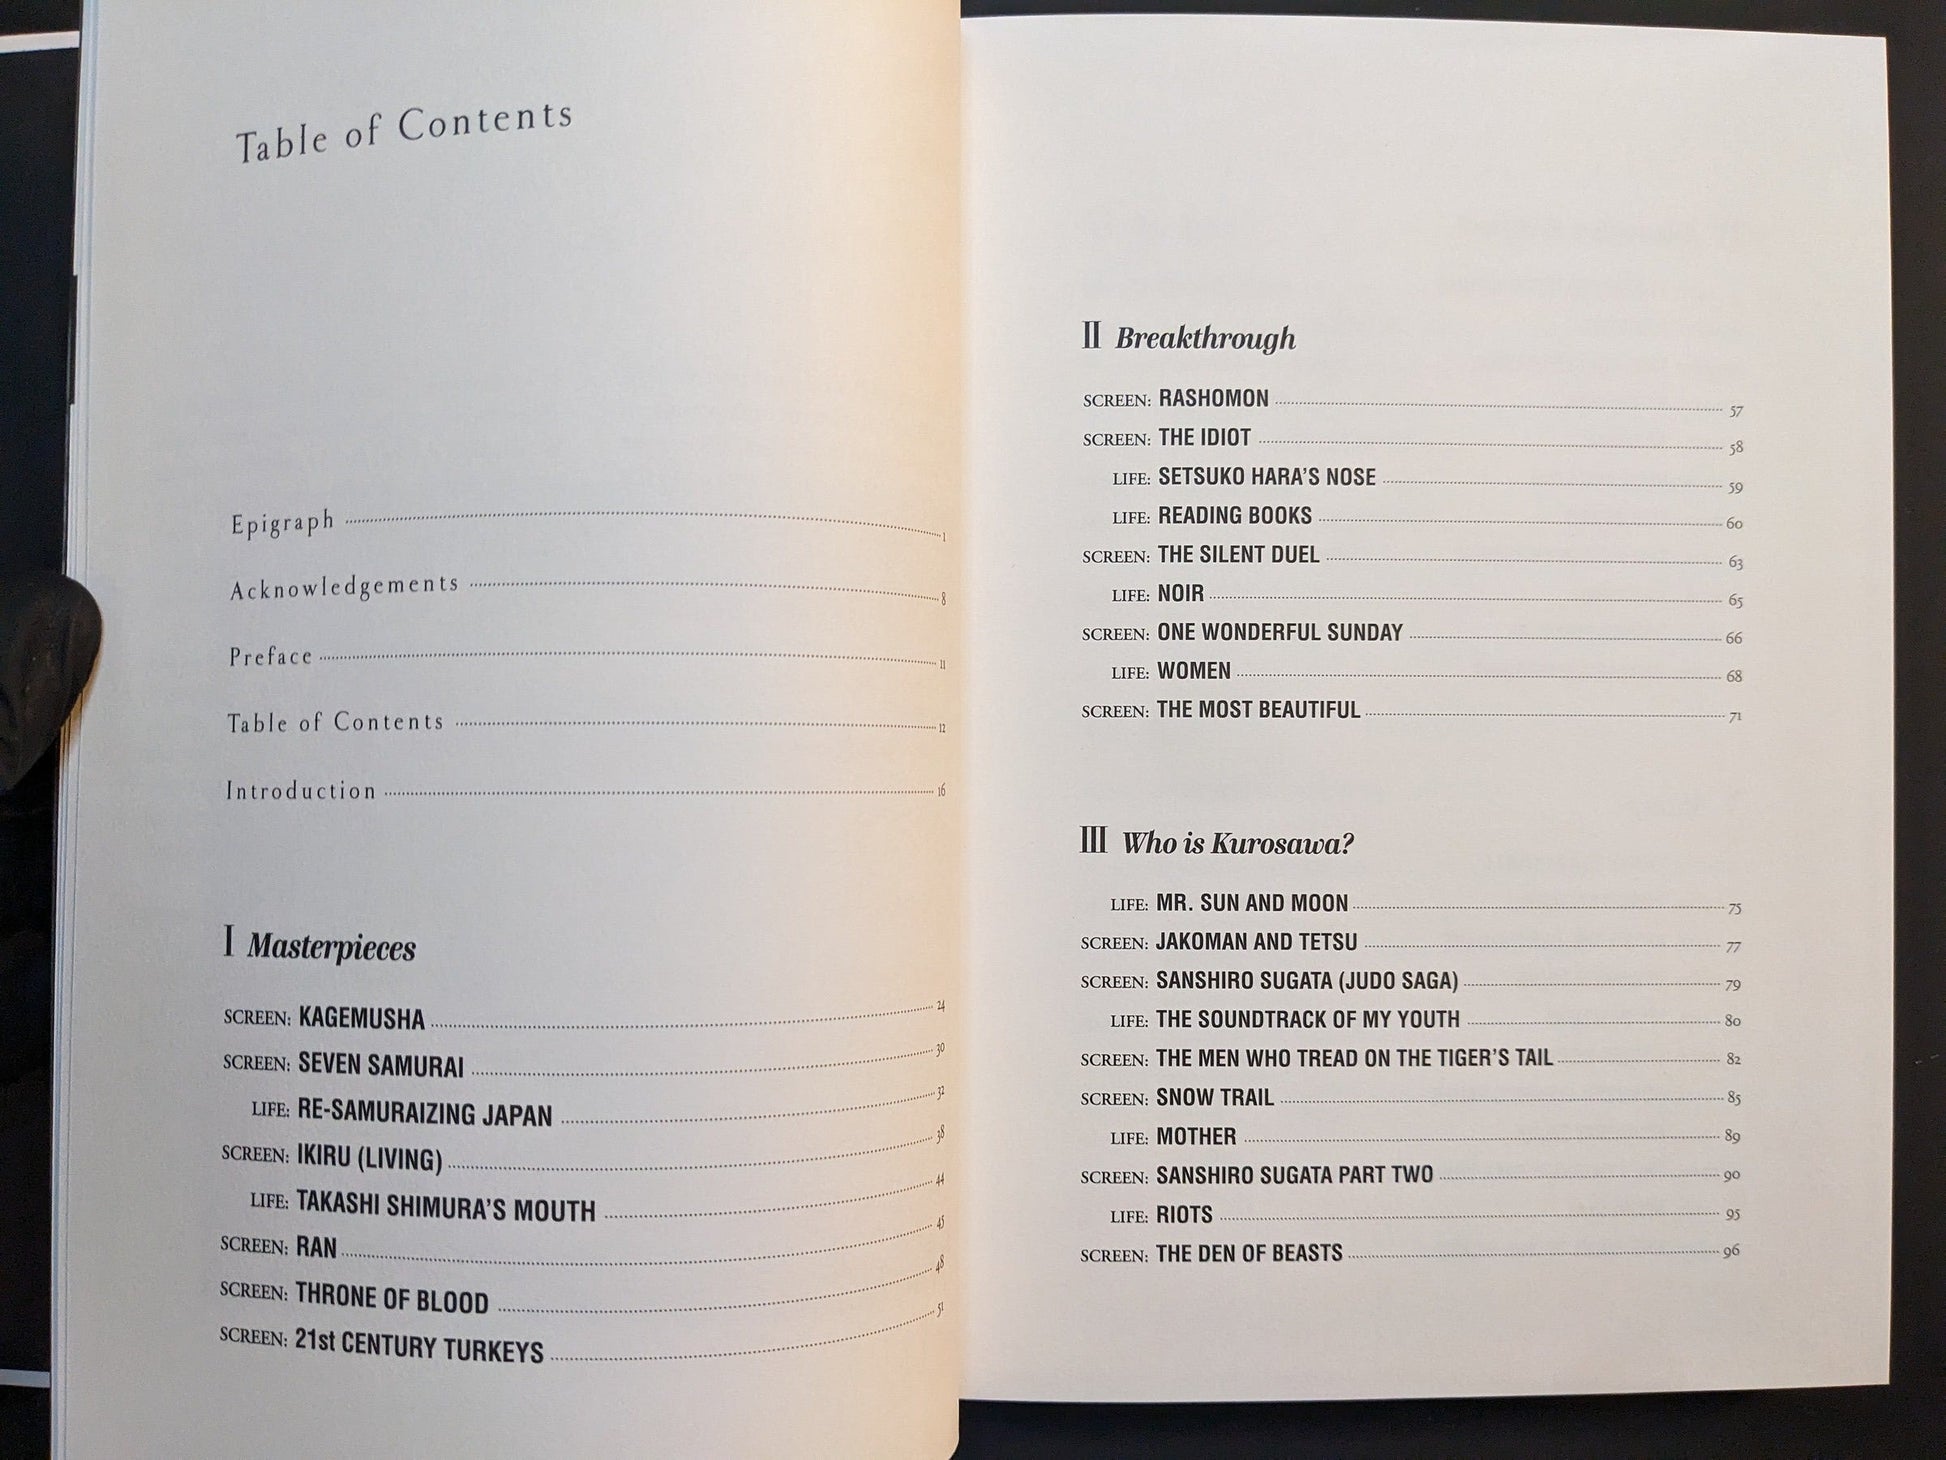 Table of Contents
Epigraph 1
Acknowledgements 8
Preface 11
Table of Contents 12
Introduction 16
I Masterpieces
SCREEN: KAGEMUSHA 24
SCREEN: SEVEN SAMURAI 30
LIFE: RE-SAMURAIZING JAPAN 32
SCREEN: IKIRU (LIVING) 38
LIFE: TAKASHI SHIMURA'S MOUTH 44
SCREEN: RAN 45
SCREEN: THRONE OF BLOOD 48
SCREEN: 21st CENTURY TURKEYS 51
II Breakthrough
SCREEN: RASHOMON 57
SCREEN: THE IDIOT 58
LIFE: SETSUKO HARA'S NOSE 59
LIFE: READING BOOKS 60
SCREEN: THE SILENT DUEL 63
LIFE: NOIR 65
SCREEN: ONE WONDERFUL SUNDAY 66
LIFE: WOMEN 68
SCREEN: THE MOST BEAUTIFUL 71
III Who is Kurosawa?
LIFE: MR. SUN AND MOON 75
SCREEN: JAKOMAN AND TETSU 77
SCREEN: SANSHIRO SUGATA (JUDO SAGA) 79
LIFE: THE SOUNDTRACK OF MY YOUTH 80
SCREEN: THE MEN WHO TREAD ON THE TIGER'S TAIL 82
SCREEN: SNOW TRAIL 85
LIFE: MOTHER 89
SCREEN: SANSHIRO SUGATA PART TWO 90
LIFE: RIOTS 95
SCREEN: THE DEN OF BEASTS 96